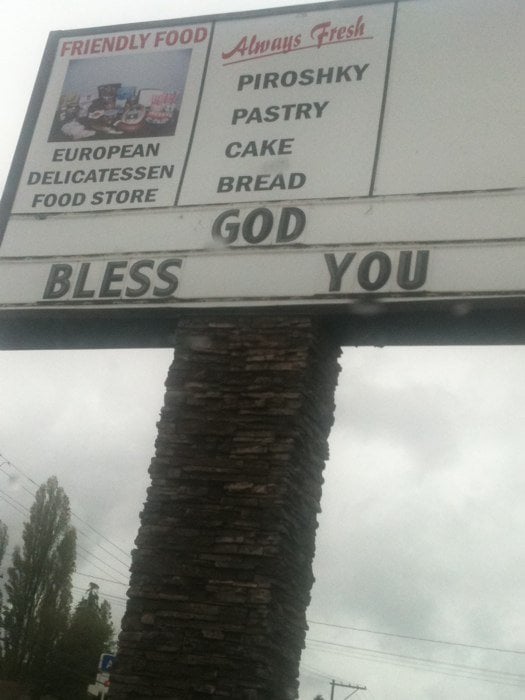 FRIENDLY FOOD
EUROPEAN
DELICATESSEN
FOOD STORE
Always Fresh
PIROSHKY
PASTRY
CAKE
BREAD
GOD
BLESS YOU